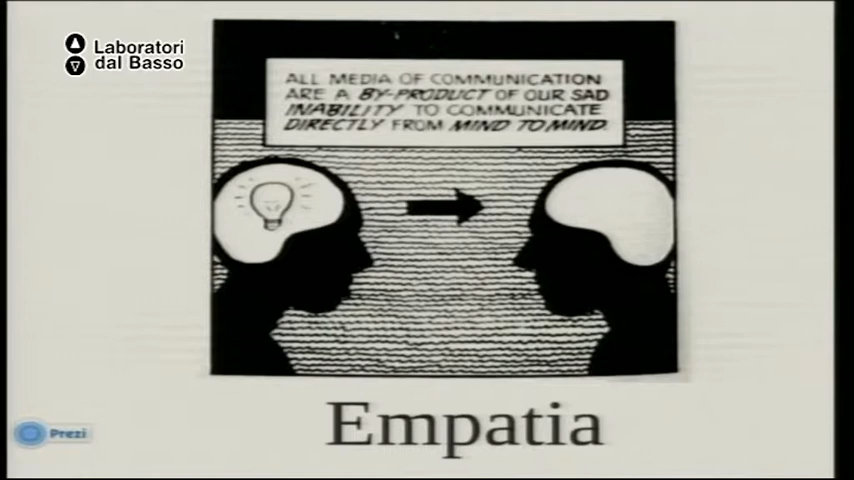 Laboratori
dal Basso
ALL MEDIA OF COMMUNICATION
ARE A BY-PRODUCT OF OUR SAD
INABILITY TO COMMUNICATE
DIRECTLY FROM MIND TO MIND.
Empatia
Prezi